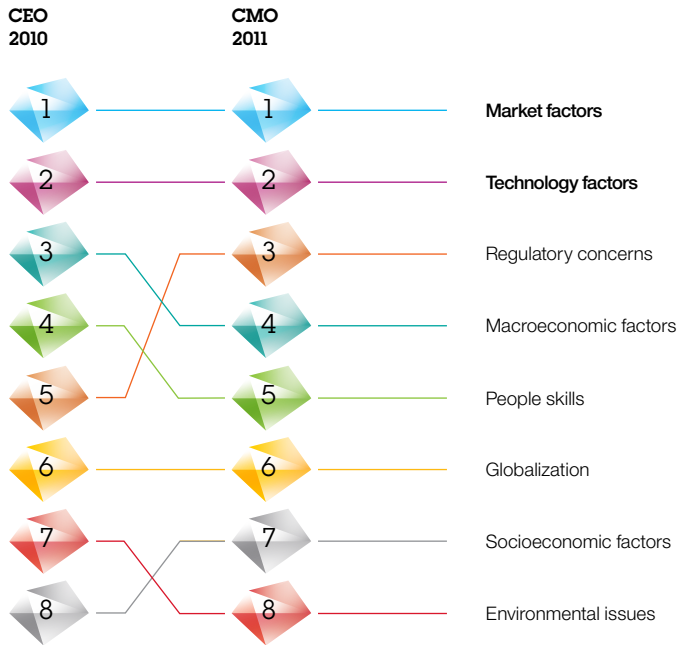 CEO
2010
CMO
2011
1 1 Market factors
2 2 Technology factors
3 3 Regulatory concerns
4 4 Macroeconomic factors
5 5 People skills
6 6 Globalization
7 7 Socioeconomic factors
8 8 Environmental issues